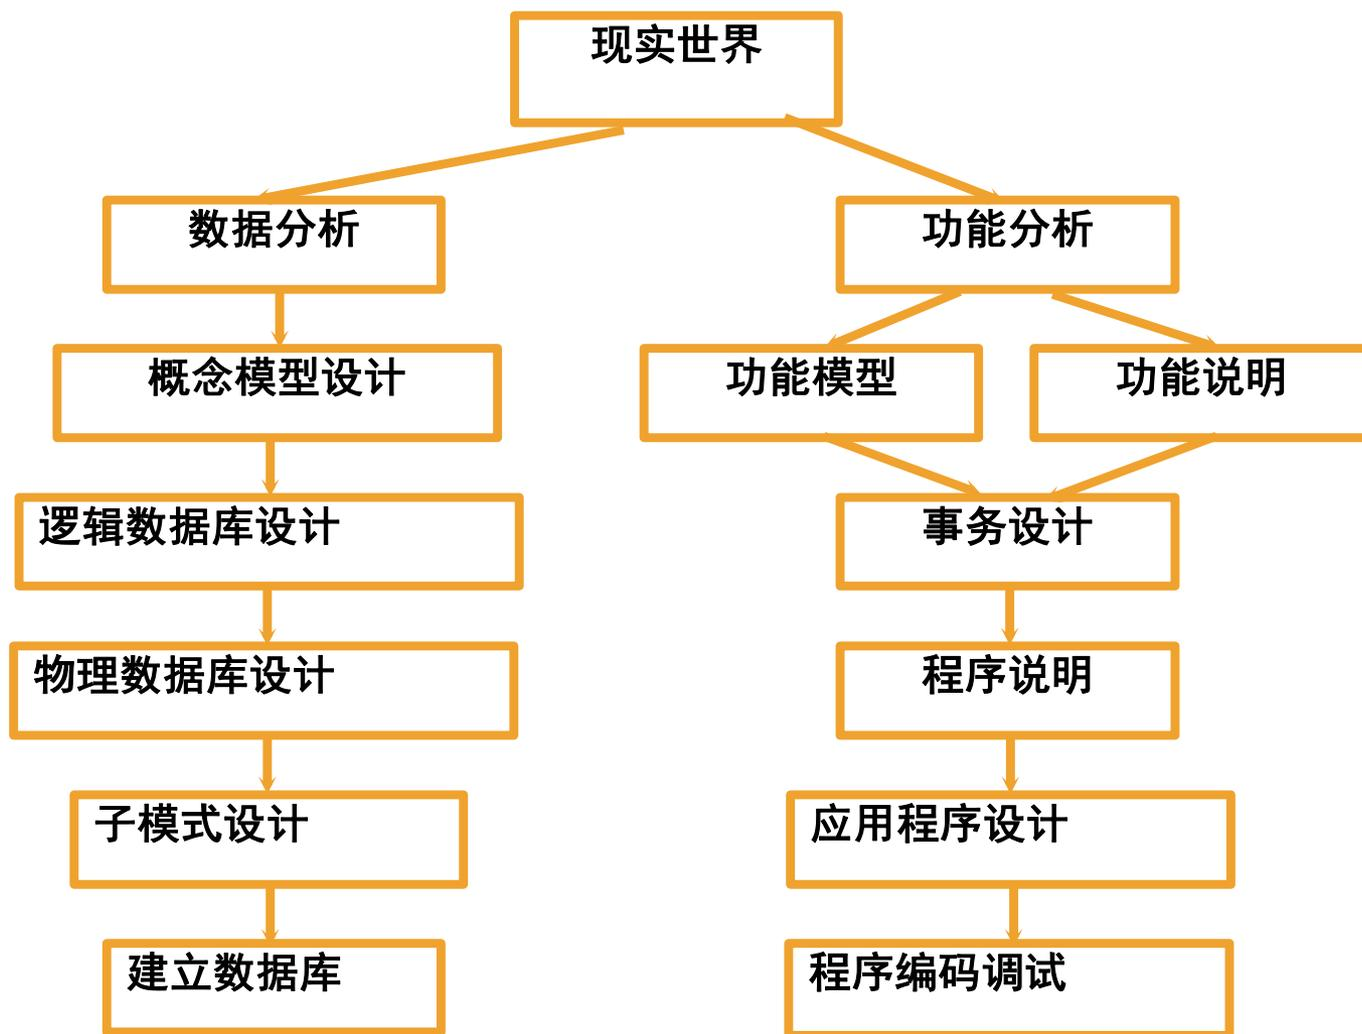 现实世界
数据分析
功能分析
概念模型设计
功能模型
功能说明
逻辑数据库设计
事务设计
物理数据库设计
程序说明
子模式设计
应用程序设计
建立数据库
程序编码调试